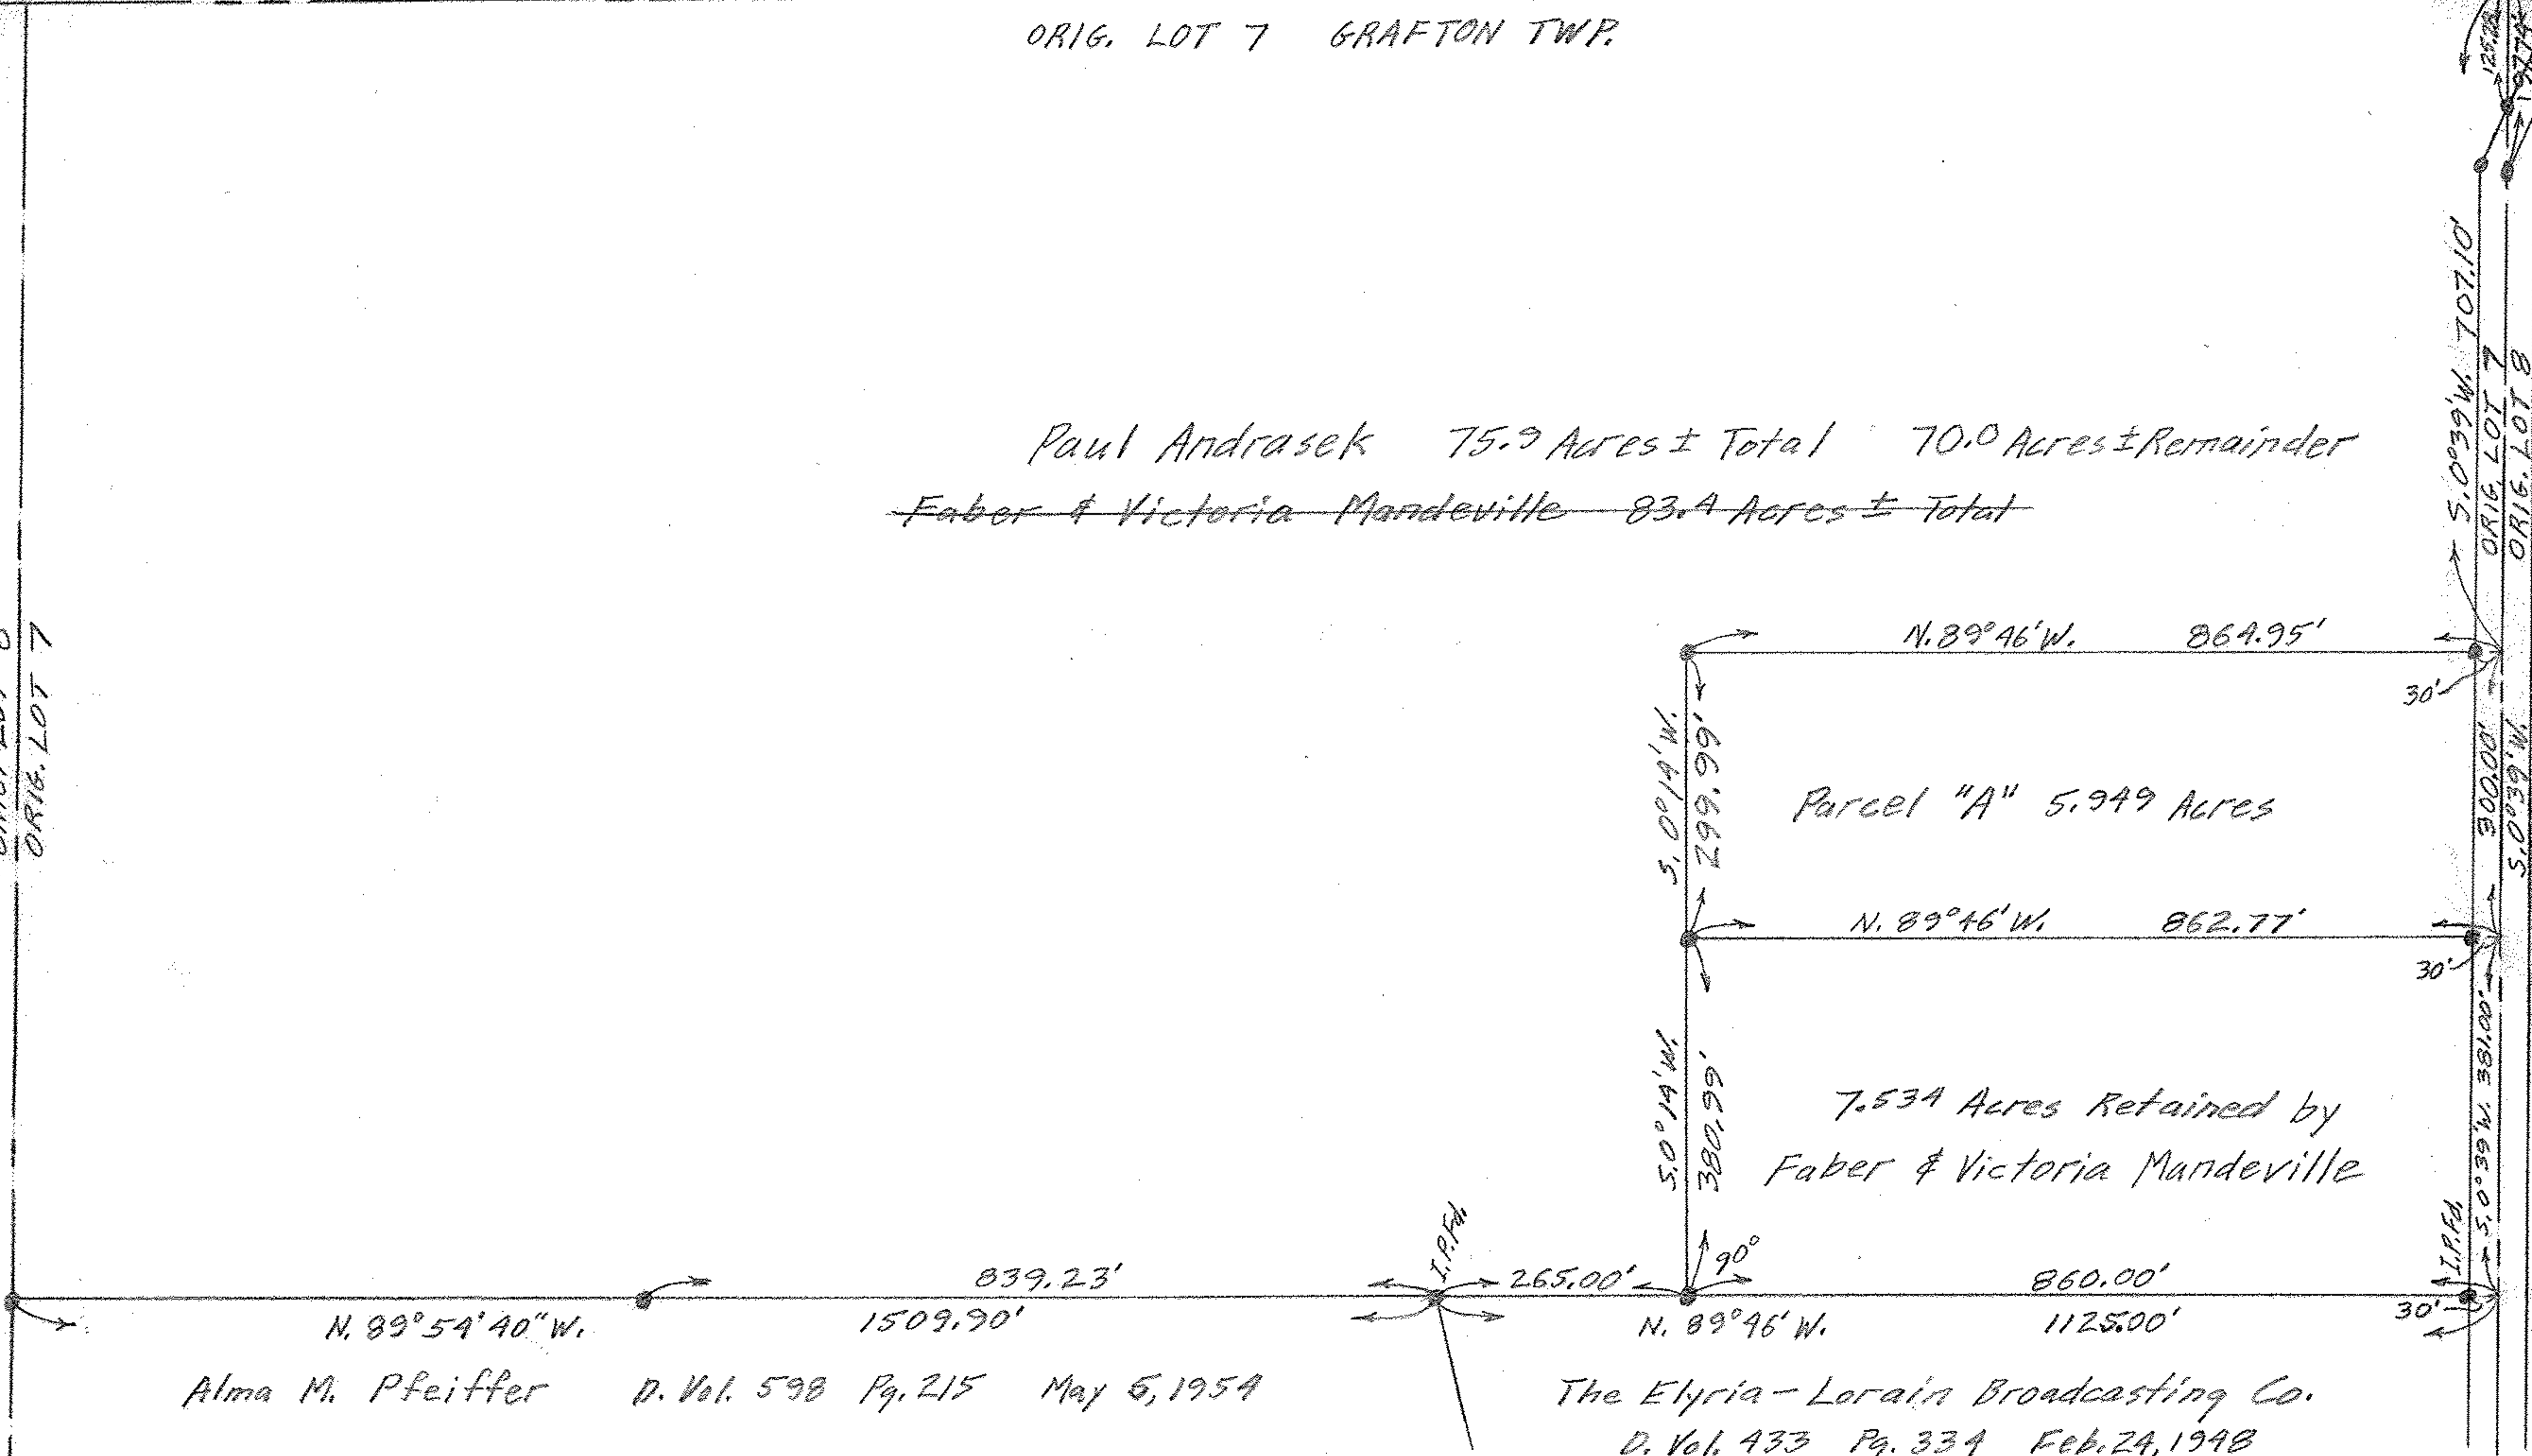 ORIG. LOT 7 GRAFTON TWP.
S.0°39'W. 707.10'
ORIG. LOT 7
ORIG. LOT 8
Paul Andrasek 75.9 Acres ± Total 70.0 Acres ± Remainder
Faber & Victoria Mandeville 83.4 Acres ± Total
ORIG. LOT 7
N. 89°46' W. 864.95'
30'
S. 0°14' W.
299.99'
Parcel "A" 5.949 Acres
300.00'
S.0°39'W.
N. 89°46' W. 862.77'
30'
S.0°14'W.
380.99'
7.534 Acres Retained by
Faber & Victoria Mandeville
S.0°39'W. 381.00'
I.P.Fd.
I.P.Fd.
90°
839.23' 265.00' 860.00'
30'
N. 89°54'40" W. 1509.90' N. 89°46' W. 1125.00'
Alma M. Pfeiffer D. Vol. 598 Pg. 215 May 6, 1954
The Elyria-Lorain Broadcasting Co.
D. Vol. 433 Pg. 334 Feb. 24, 1948